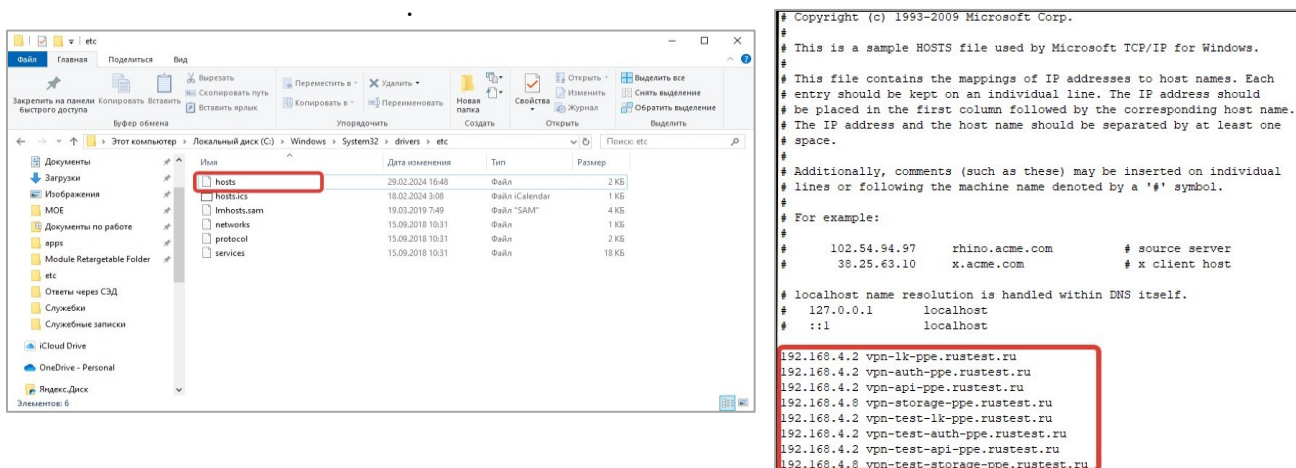 etc
Файл Главная Поделиться Вид
Закрепить на панели быстрого доступа
Копировать
Вставить
Вырезать
Скопировать путь
Вставить ярлык
Буфер обмена
Переместить в
Копировать в
Удалить
Переименовать
Упорядочить
Новая папка
Создать
Свойства
Открыть
Изменить
Журнал
Открыть
Выделить все
Снять выделение
Обратить выделение
Выделить
Этот компьютер > Локальный диск (C:) > Windows > System32 > drivers > etc
Поиск: etc
Документы
Загрузки
Изображения
MOE
Документы по работе
apps
Module Retargetable Folder
etc
Ответы через СЭД
Служебки
Служебные записки
iCloud Drive
OneDrive - Personal
Яндекс.Диск
Имя Дата изменения Тип Размер
hosts 29.02.2024 16:48 Файл 2 КБ
hosts.ics 18.02.2024 3:08 Файл iCalendar 1 КБ
lmhosts.sam 19.03.2019 7:49 Файл "SAM" 4 КБ
networks 15.09.2018 10:31 Файл 1 КБ
protocol 15.09.2018 10:31 Файл 2 КБ
services 15.09.2018 10:31 Файл 18 КБ
Элементов: 6
# Copyright (c) 1993-2009 Microsoft Corp.
#
# This is a sample HOSTS file used by Microsoft TCP/IP for Windows.
#
# This file contains the mappings of IP addresses to host names. Each
# entry should be kept on an individual line. The IP address should
# be placed in the first column followed by the corresponding host name.
# The IP address and the host name should be separated by at least one
# space.
#
# Additionally, comments (such as these) may be inserted on individual
# lines or following the machine name denoted by a '#' symbol.
#
# For example:
#
# 102.54.94.97 rhino.acme.com # source server
# 38.25.63.10 x.acme.com # x client host

# localhost name resolution is handled within DNS itself.
# 127.0.0.1 localhost
# ::1 localhost

192.168.4.2 vpn-lk-ppe.rustest.ru
192.168.4.2 vpn-auth-ppe.rustest.ru
192.168.4.2 vpn-api-ppe.rustest.ru
192.168.4.8 vpn-storage-ppe.rustest.ru
192.168.4.2 vpn-test-lk-ppe.rustest.ru
192.168.4.2 vpn-test-auth-ppe.rustest.ru
192.168.4.2 vpn-test-api-ppe.rustest.ru
192.168.4.8 vpn-test-storage-ppe.rustest.ru